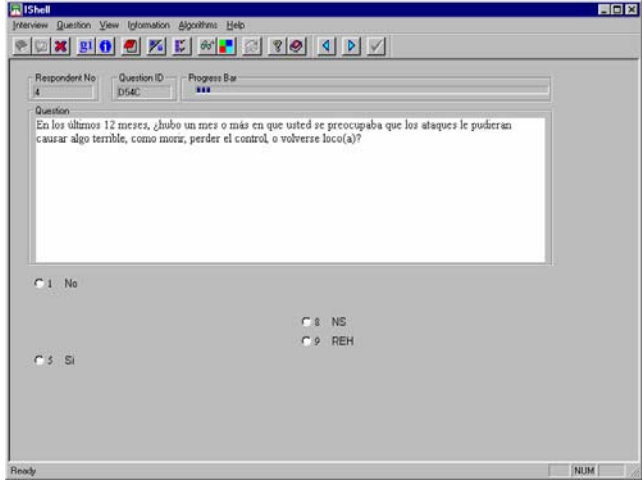 IShell
Interview Question View Information Algorithms Help
Respondent No Question ID Progress Bar
4 D54C
Question
En los últimos 12 meses, ¿hubo un mes o más en que usted se preocupaba que los ataques le pudieran
causar algo terrible, como morir, perder el control, o volverse loco(a)?
1 No
8 NS
9 REH
5 Si
Ready NUM